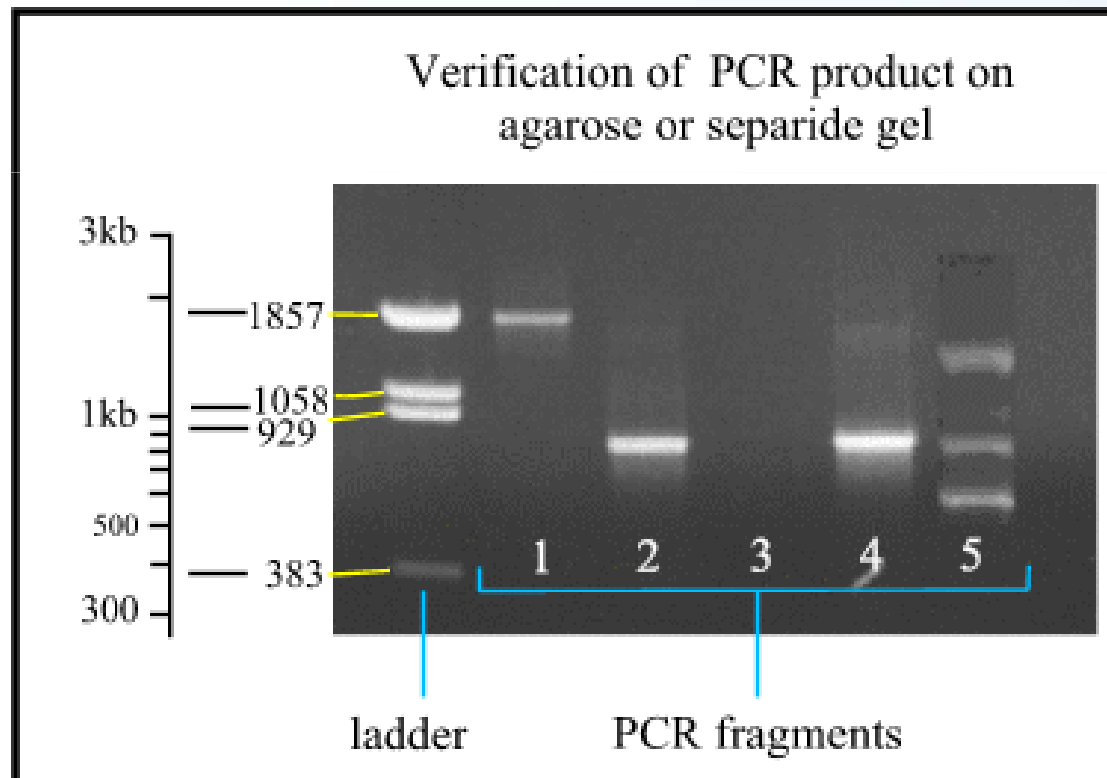 Verification of PCR product on
agarose or separide gel
3kb
1857
1058
1kb
929
500
383
300
1 2 3 4 5
ladder
PCR fragments